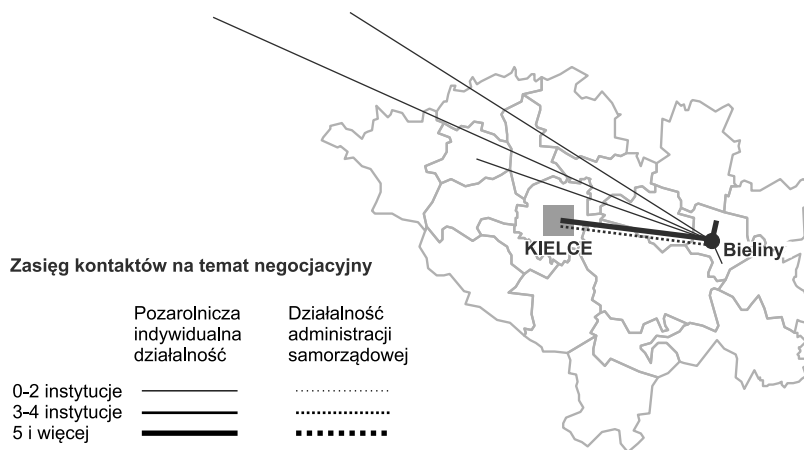 KIELCE
Bieliny
Zasięg kontaktów na temat negocjacyjny
Pozarolnicza
indywidualna
działalność
Działalność
administracji
samorządowej
0-2 instytucje
3-4 instytucje
5 i więcej